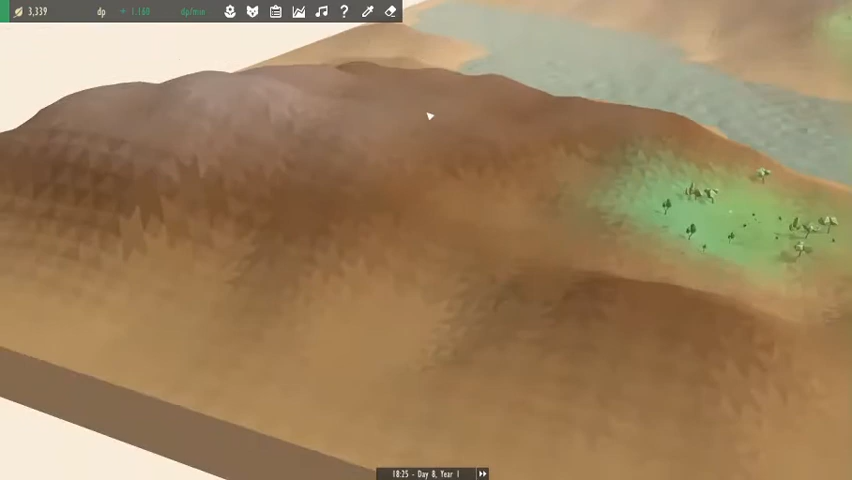 3,339 dp + 1.160 dp/min ?
18:25 - Day 8, Year 1